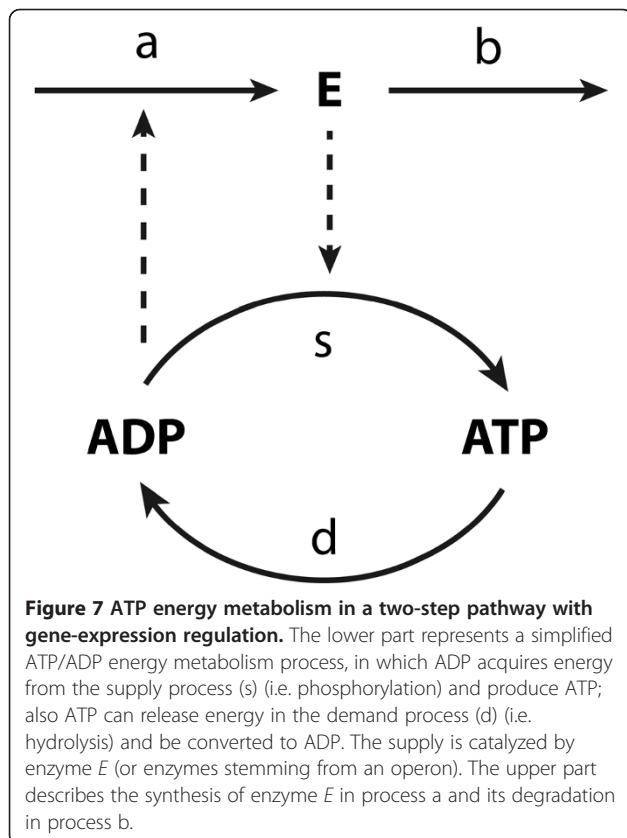 a
b
E
s
ADP
ATP
d
Figure 7 ATP energy metabolism in a two-step pathway with
gene-expression regulation. The lower part represents a simplified
ATP/ADP energy metabolism process, in which ADP acquires energy
from the supply process (s) (i.e. phosphorylation) and produce ATP;
also ATP can release energy in the demand process (d) (i.e.
hydrolysis) and be converted to ADP. The supply is catalyzed by
enzyme E (or enzymes stemming from an operon). The upper part
describes the synthesis of enzyme E in process a and its degradation
in process b.